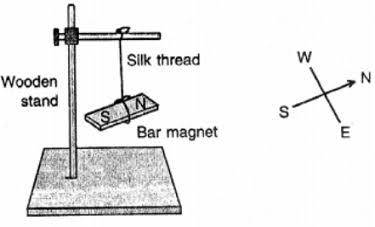 Silk thread
Wooden
stand
S N
Bar magnet
W
N
S
E